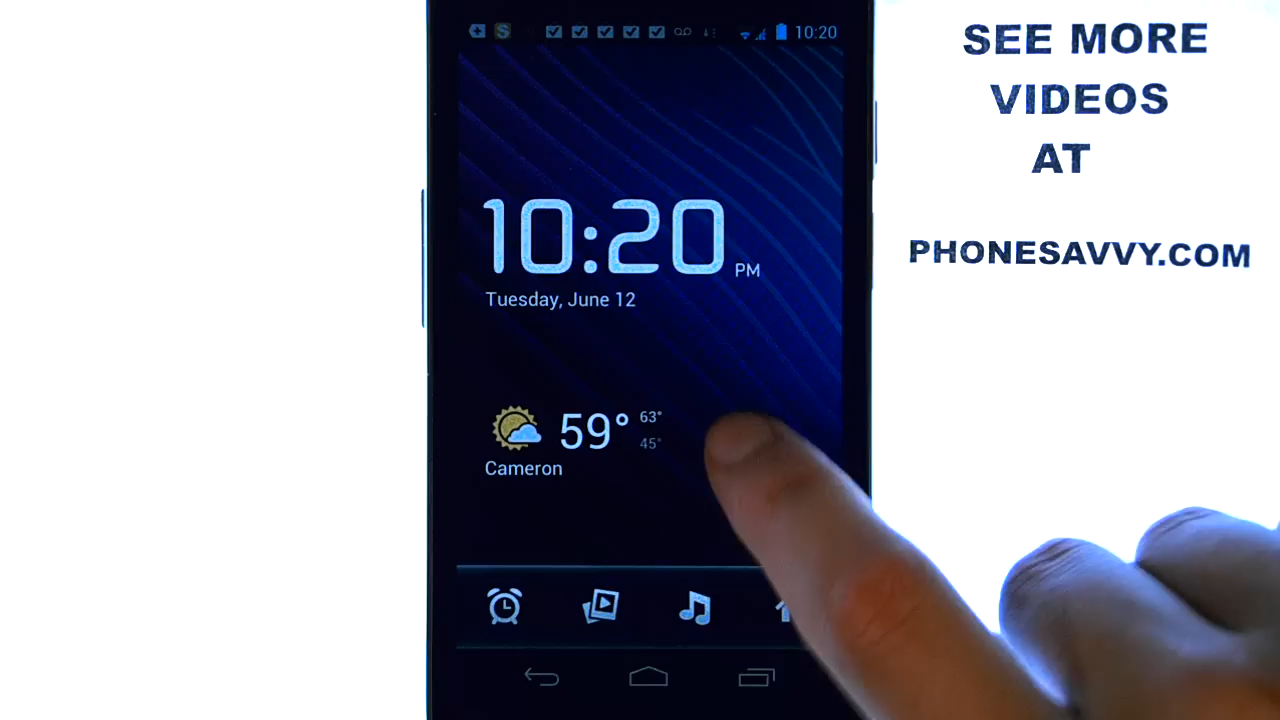 10:20
10:20 PM
Tuesday, June 12
59° 63°
45°
Cameron
SEE MORE
VIDEOS
AT
PHONESAVVY.COM